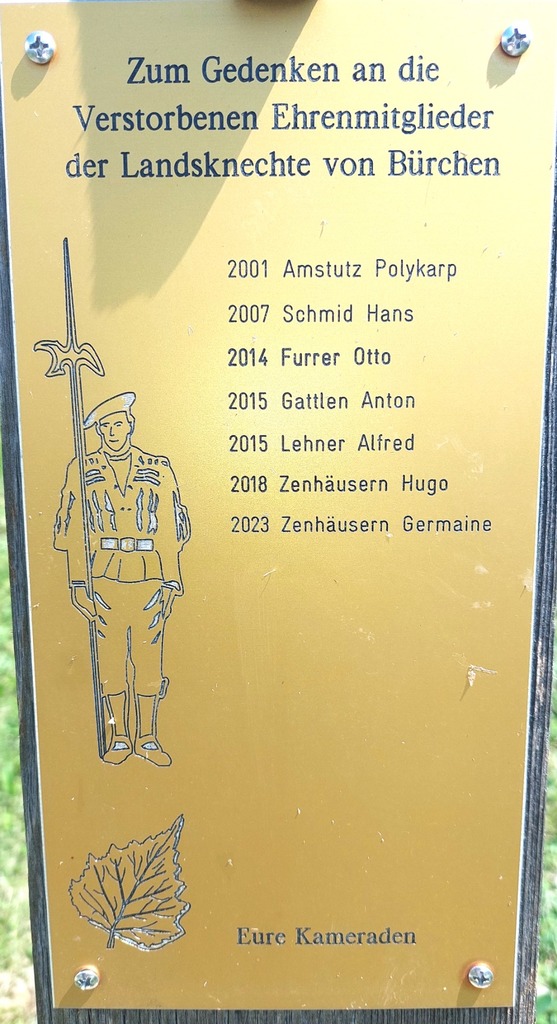 Zum Gedenken an die
Verstorbenen Ehrenmitglieder
der Landsknechte von Bürchen
2001 Amstutz Polykarp
2007 Schmid Hans
2014 Furrer Otto
2015 Gattlen Anton
2015 Lehner Alfred
2018 Zenhäusern Hugo
2023 Zenhäusern Germaine
Eure Kameraden